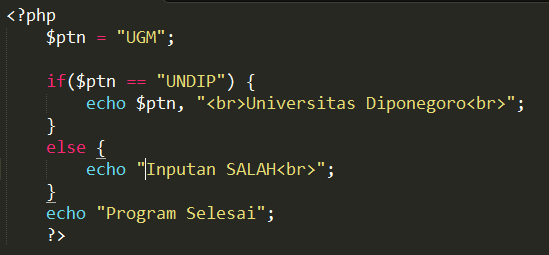 <?php
$ptn = "UGM";
if($ptn == "UNDIP") {
echo $ptn, "<br>Universitas Diponegoro<br>";
}
else {
echo "Inputan SALAH<br>";
}
echo "Program Selesai";
?>